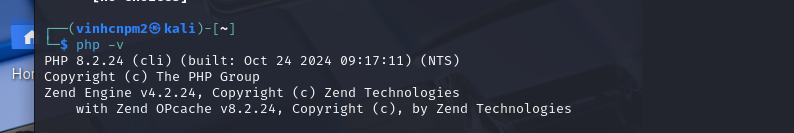 ┌──(vinhcnpm2㉿kali)-[~]
└─$ php -v
PHP 8.2.24 (cli) (built: Oct 24 2024 09:17:11) (NTS)
Copyright (c) The PHP Group
Zend Engine v4.2.24, Copyright (c) Zend Technologies
    with Zend OPcache v8.2.24, Copyright (c), by Zend Technologies